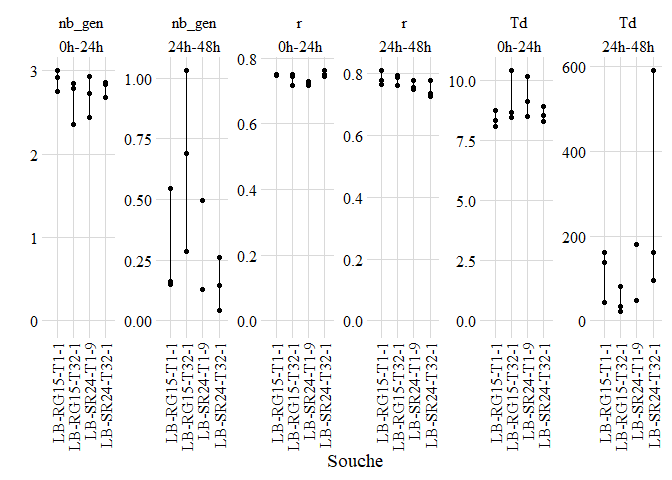 nb_gen nb_gen r r Td Td
0h-24h 24h-48h 0h-24h 24h-48h 0h-24h 24h-48h
3 2 1 0
1.00 0.75 0.50 0.25 0.00
0.8 0.6 0.4 0.2 0.0
0.8 0.6 0.4 0.2 0.0
10.0 7.5 5.0 2.5 0.0
600 400 200 0
LB-RG15-T1-1 LB-RG15-T32-1 LB-SR24-T1-9 LB-SR24-T32-1
LB-RG15-T1-1 LB-RG15-T32-1 LB-SR24-T1-9 LB-SR24-T32-1
LB-RG15-T1-1 LB-RG15-T32-1 LB-SR24-T1-9 LB-SR24-T32-1
LB-RG15-T1-1 LB-RG15-T32-1 LB-SR24-T1-9 LB-SR24-T32-1
LB-RG15-T1-1 LB-RG15-T32-1 LB-SR24-T1-9 LB-SR24-T32-1
LB-RG15-T1-1 LB-RG15-T32-1 LB-SR24-T1-9 LB-SR24-T32-1
Souche